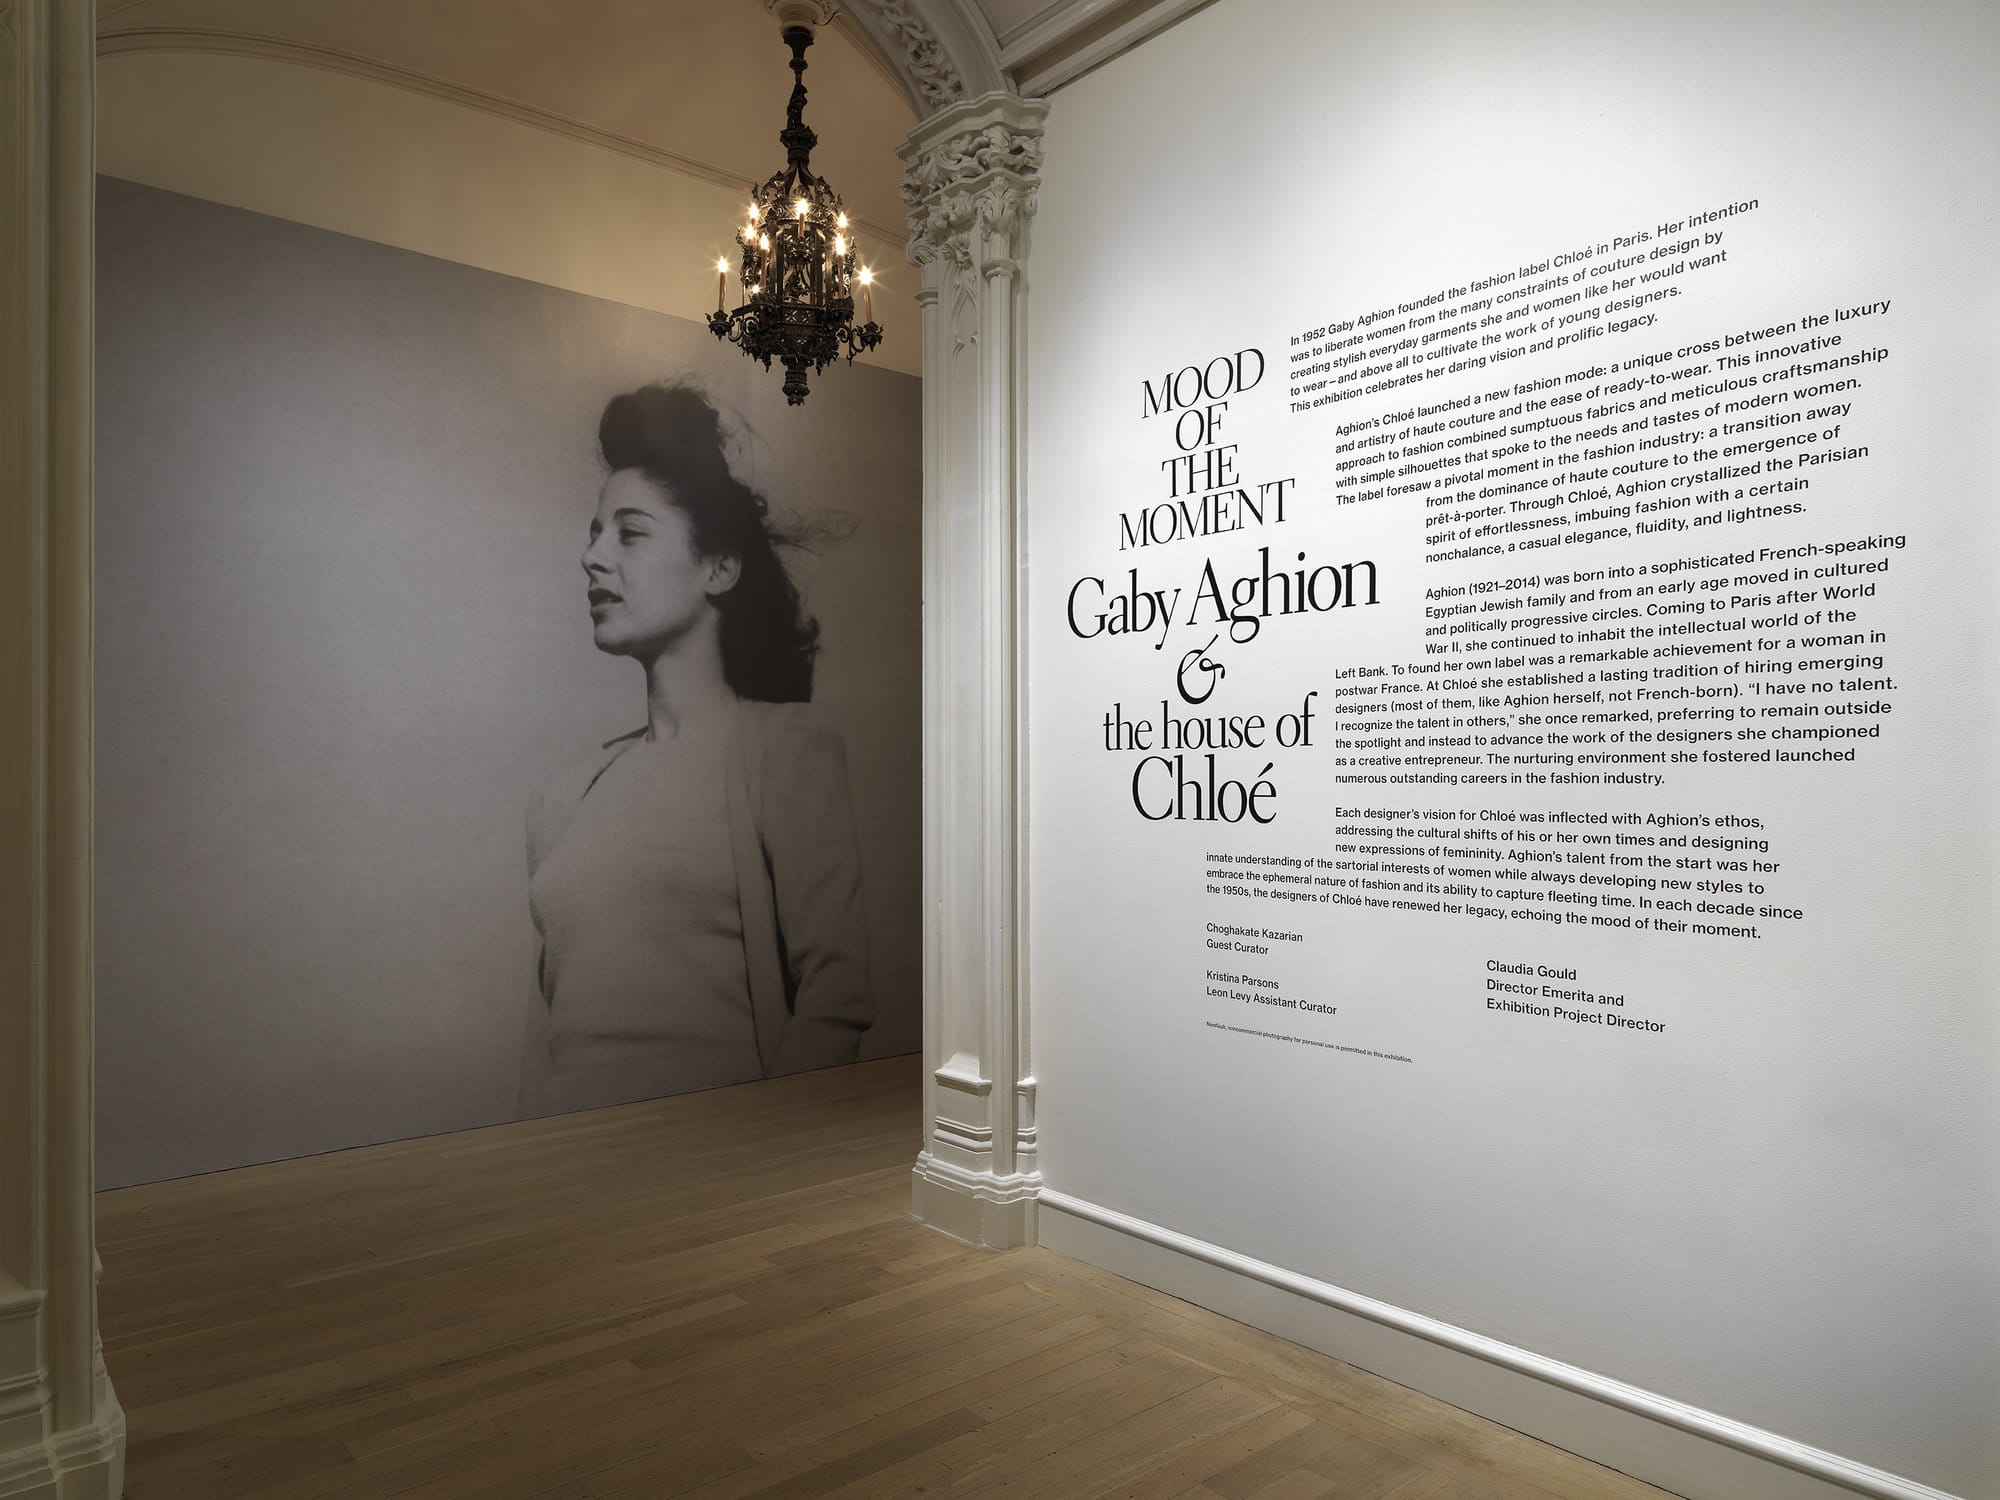 MOOD
OF
THE
MOMENT
Gaby Aghion
&
the house of
Chloé
In 1952 Gaby Aghion founded the fashion label Chloé in Paris. Her intention
was to liberate women from the many constraints of couture design by
creating stylish everyday garments she and women like her would want
to wear – and above all to cultivate the work of young designers.
This exhibition celebrates her daring vision and prolific legacy.
Aghion's Chloé launched a new fashion mode: a unique cross between the luxury
and artistry of haute couture and the ease of ready-to-wear. This innovative
approach to fashion combined sumptuous fabrics and meticulous craftsmanship
with simple silhouettes that spoke to the needs and tastes of modern women.
The label foresaw a pivotal moment in the fashion industry: a transition away
from the dominance of haute couture to the emergence of
prêt-à-porter. Through Chloé, Aghion crystallized the Parisian
spirit of effortlessness, imbuing fashion with a certain
nonchalance, a casual elegance, fluidity, and lightness.
Aghion (1921–2014) was born into a sophisticated French-speaking
Egyptian Jewish family and from an early age moved in cultured
and politically progressive circles. Coming to Paris after World
War II, she continued to inhabit the intellectual world of the
Left Bank. To found her own label was a remarkable achievement for a woman in
postwar France. At Chloé she established a lasting tradition of hiring emerging
designers (most of them, like Aghion herself, not French-born). “I have no talent.
I recognize the talent in others,” she once remarked, preferring to remain outside
the spotlight and instead to advance the work of the designers she championed
as a creative entrepreneur. The nurturing environment she fostered launched
numerous outstanding careers in the fashion industry.
Each designer's vision for Chloé was inflected with Aghion's ethos,
addressing the cultural shifts of his or her own times and designing
new expressions of femininity. Aghion's talent from the start was her
innate understanding of the sartorial interests of women while always developing new styles to
embrace the ephemeral nature of fashion and its ability to capture fleeting time. In each decade since
the 1950s, the designers of Chloé have renewed her legacy, echoing the mood of their moment.
Choghakate Kazarian
Guest Curator
Kristina Parsons
Leon Levy Assistant Curator
Claudia Gould
Director Emerita and
Exhibition Project Director
Nonflash, noncommercial photography for personal use is permitted in this exhibition.